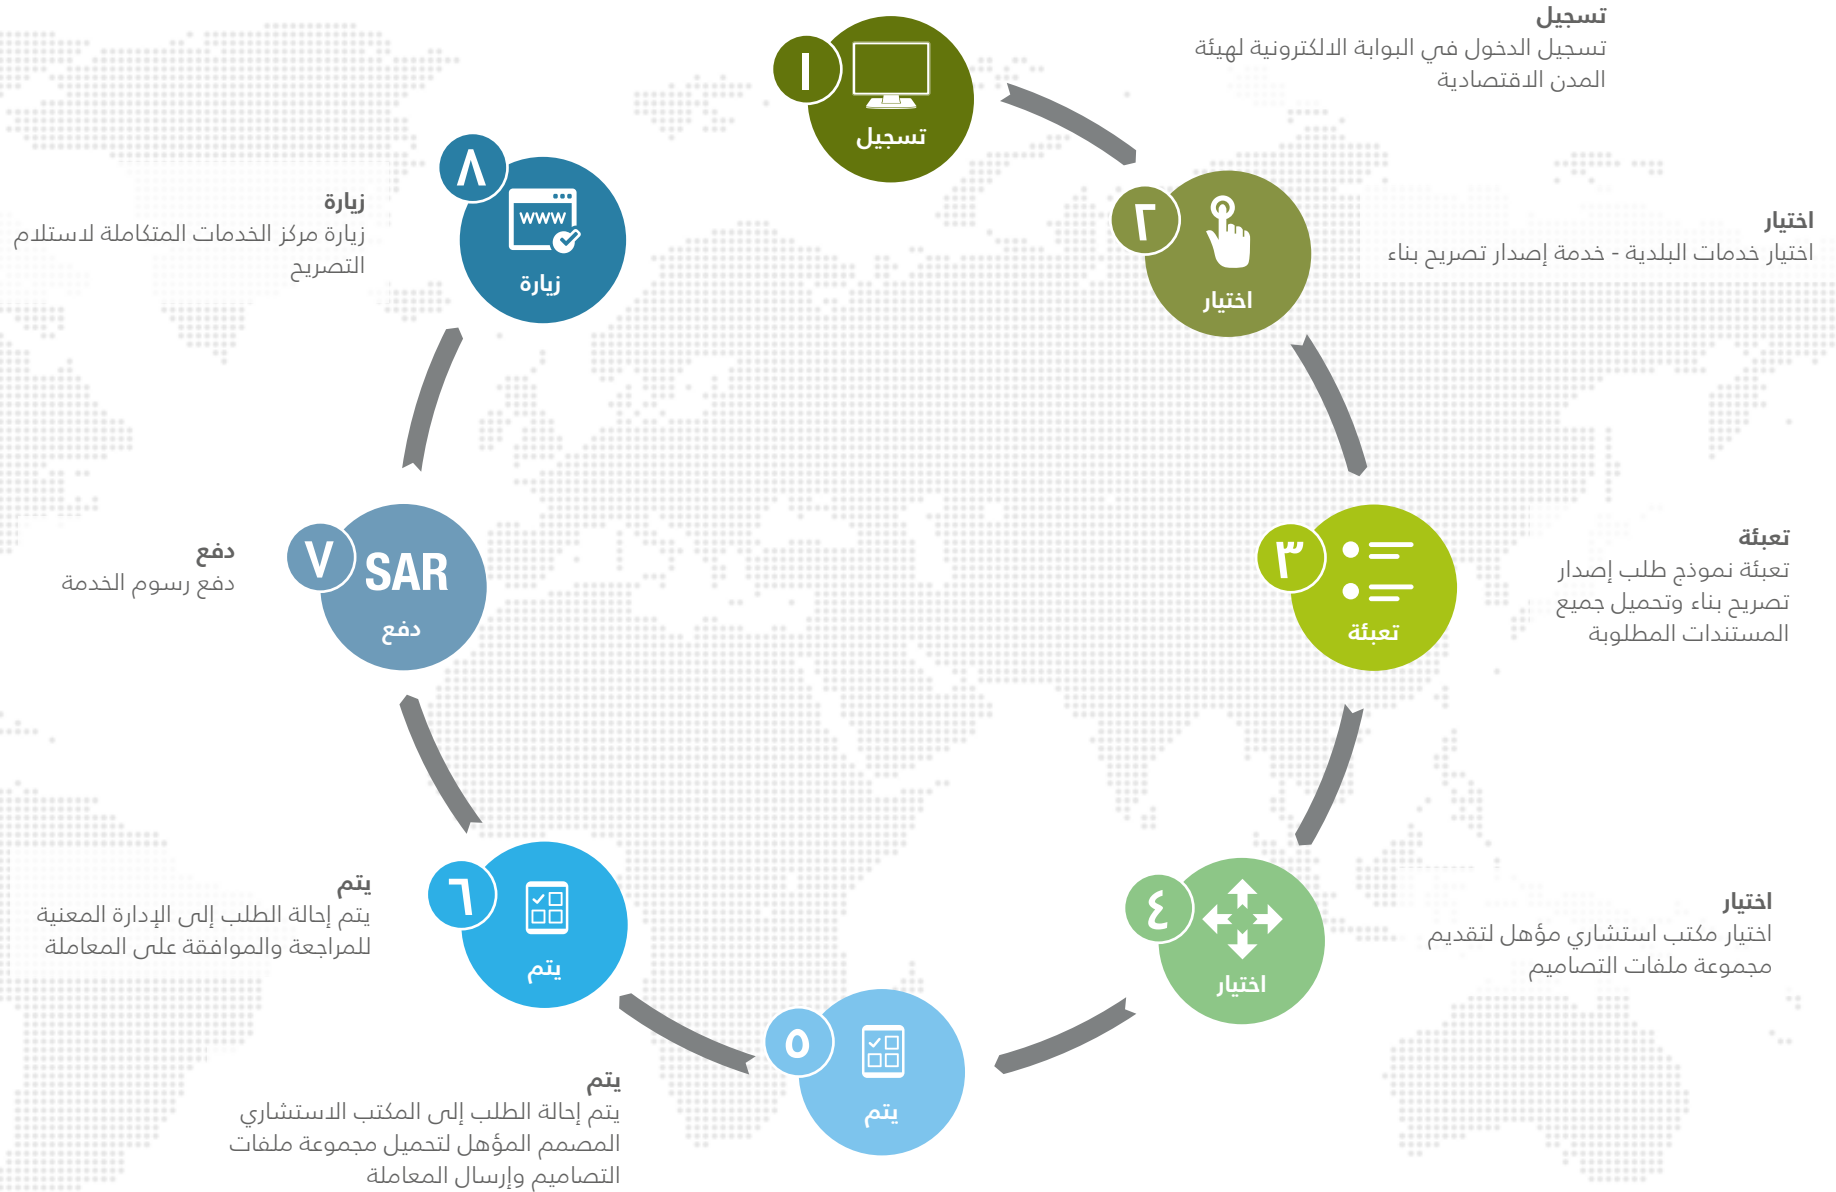 ١
تسجيل
تسجيل
تسجيل الدخول في البوابة الالكترونية لهيئة
المدن الاقتصادية
٢
اختيار
اختيار
اختيار خدمات البلدية - خدمة إصدار تصريح بناء
٣
تعبئة
تعبئة
تعبئة نموذج طلب إصدار
تصريح بناء وتحميل جميع
المستندات المطلوبة
٤
اختيار
اختيار
اختيار مكتب استشاري مؤهل لتقديم
مجموعة ملفات التصاميم
٥
يتم
يتم
يتم إحالة الطلب إلى المكتب الاستشاري
المصمم المؤهل لتحميل مجموعة ملفات
التصاميم وإرسال المعاملة
٦
يتم
يتم
يتم إحالة الطلب إلى الإدارة المعنية
للمراجعة والموافقة على المعاملة
٧
SAR
دفع
دفع
دفع رسوم الخدمة
٨
WWW
زيارة
زيارة
زيارة مركز الخدمات المتكاملة لاستلام
التصريح